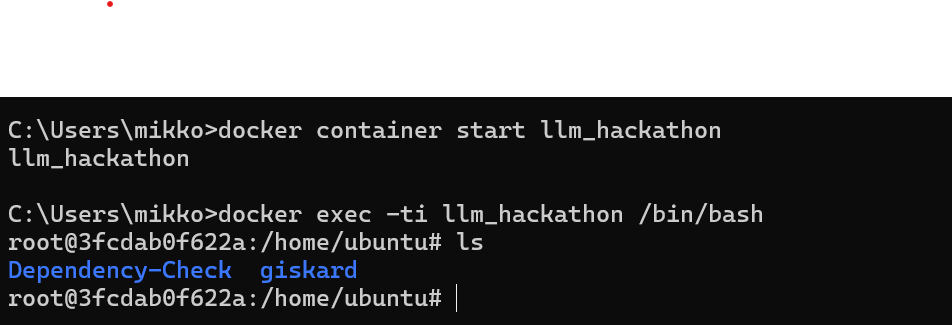 C:\Users\mikko>docker container start llm_hackathon
llm_hackathon
C:\Users\mikko>docker exec -ti llm_hackathon /bin/bash
root@3fcdab0f622a:/home/ubuntu# ls
Dependency-Check  giskard
root@3fcdab0f622a:/home/ubuntu#